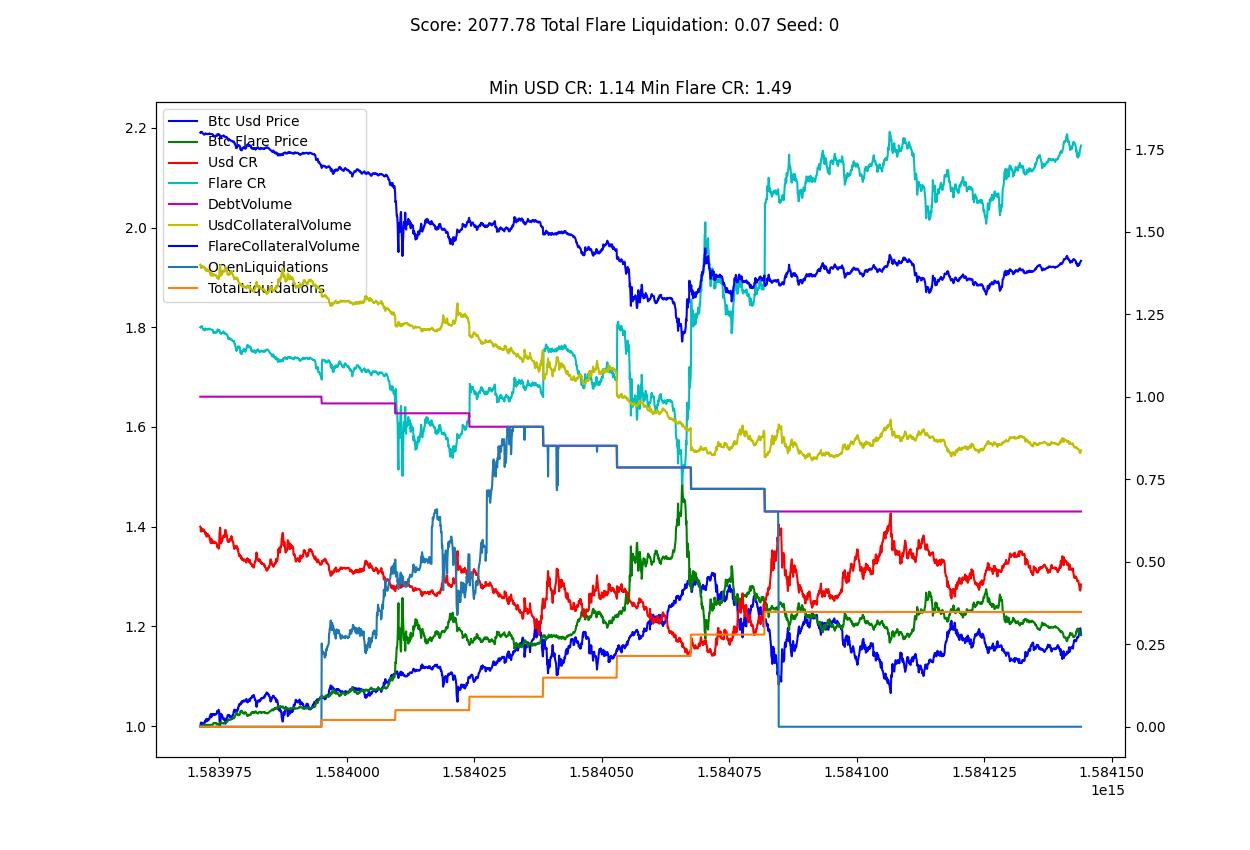 Score: 2077.78 Total Flare Liquidation: 0.07 Seed: 0
Min USD CR: 1.14 Min Flare CR: 1.49
Btc Usd Price
Btc Flare Price
Usd CR
Flare CR
DebtVolume
UsdCollateralVolume
FlareCollateralVolume
OpenLiquidations
TotalLiquidations
2.2
2.0
1.8
1.6
1.4
1.2
1.0
1.75
1.50
1.25
1.00
0.75
0.50
0.25
0.00
1.583975 1.584000 1.584025 1.584050 1.584075 1.584100 1.584125 1.584150
1e15